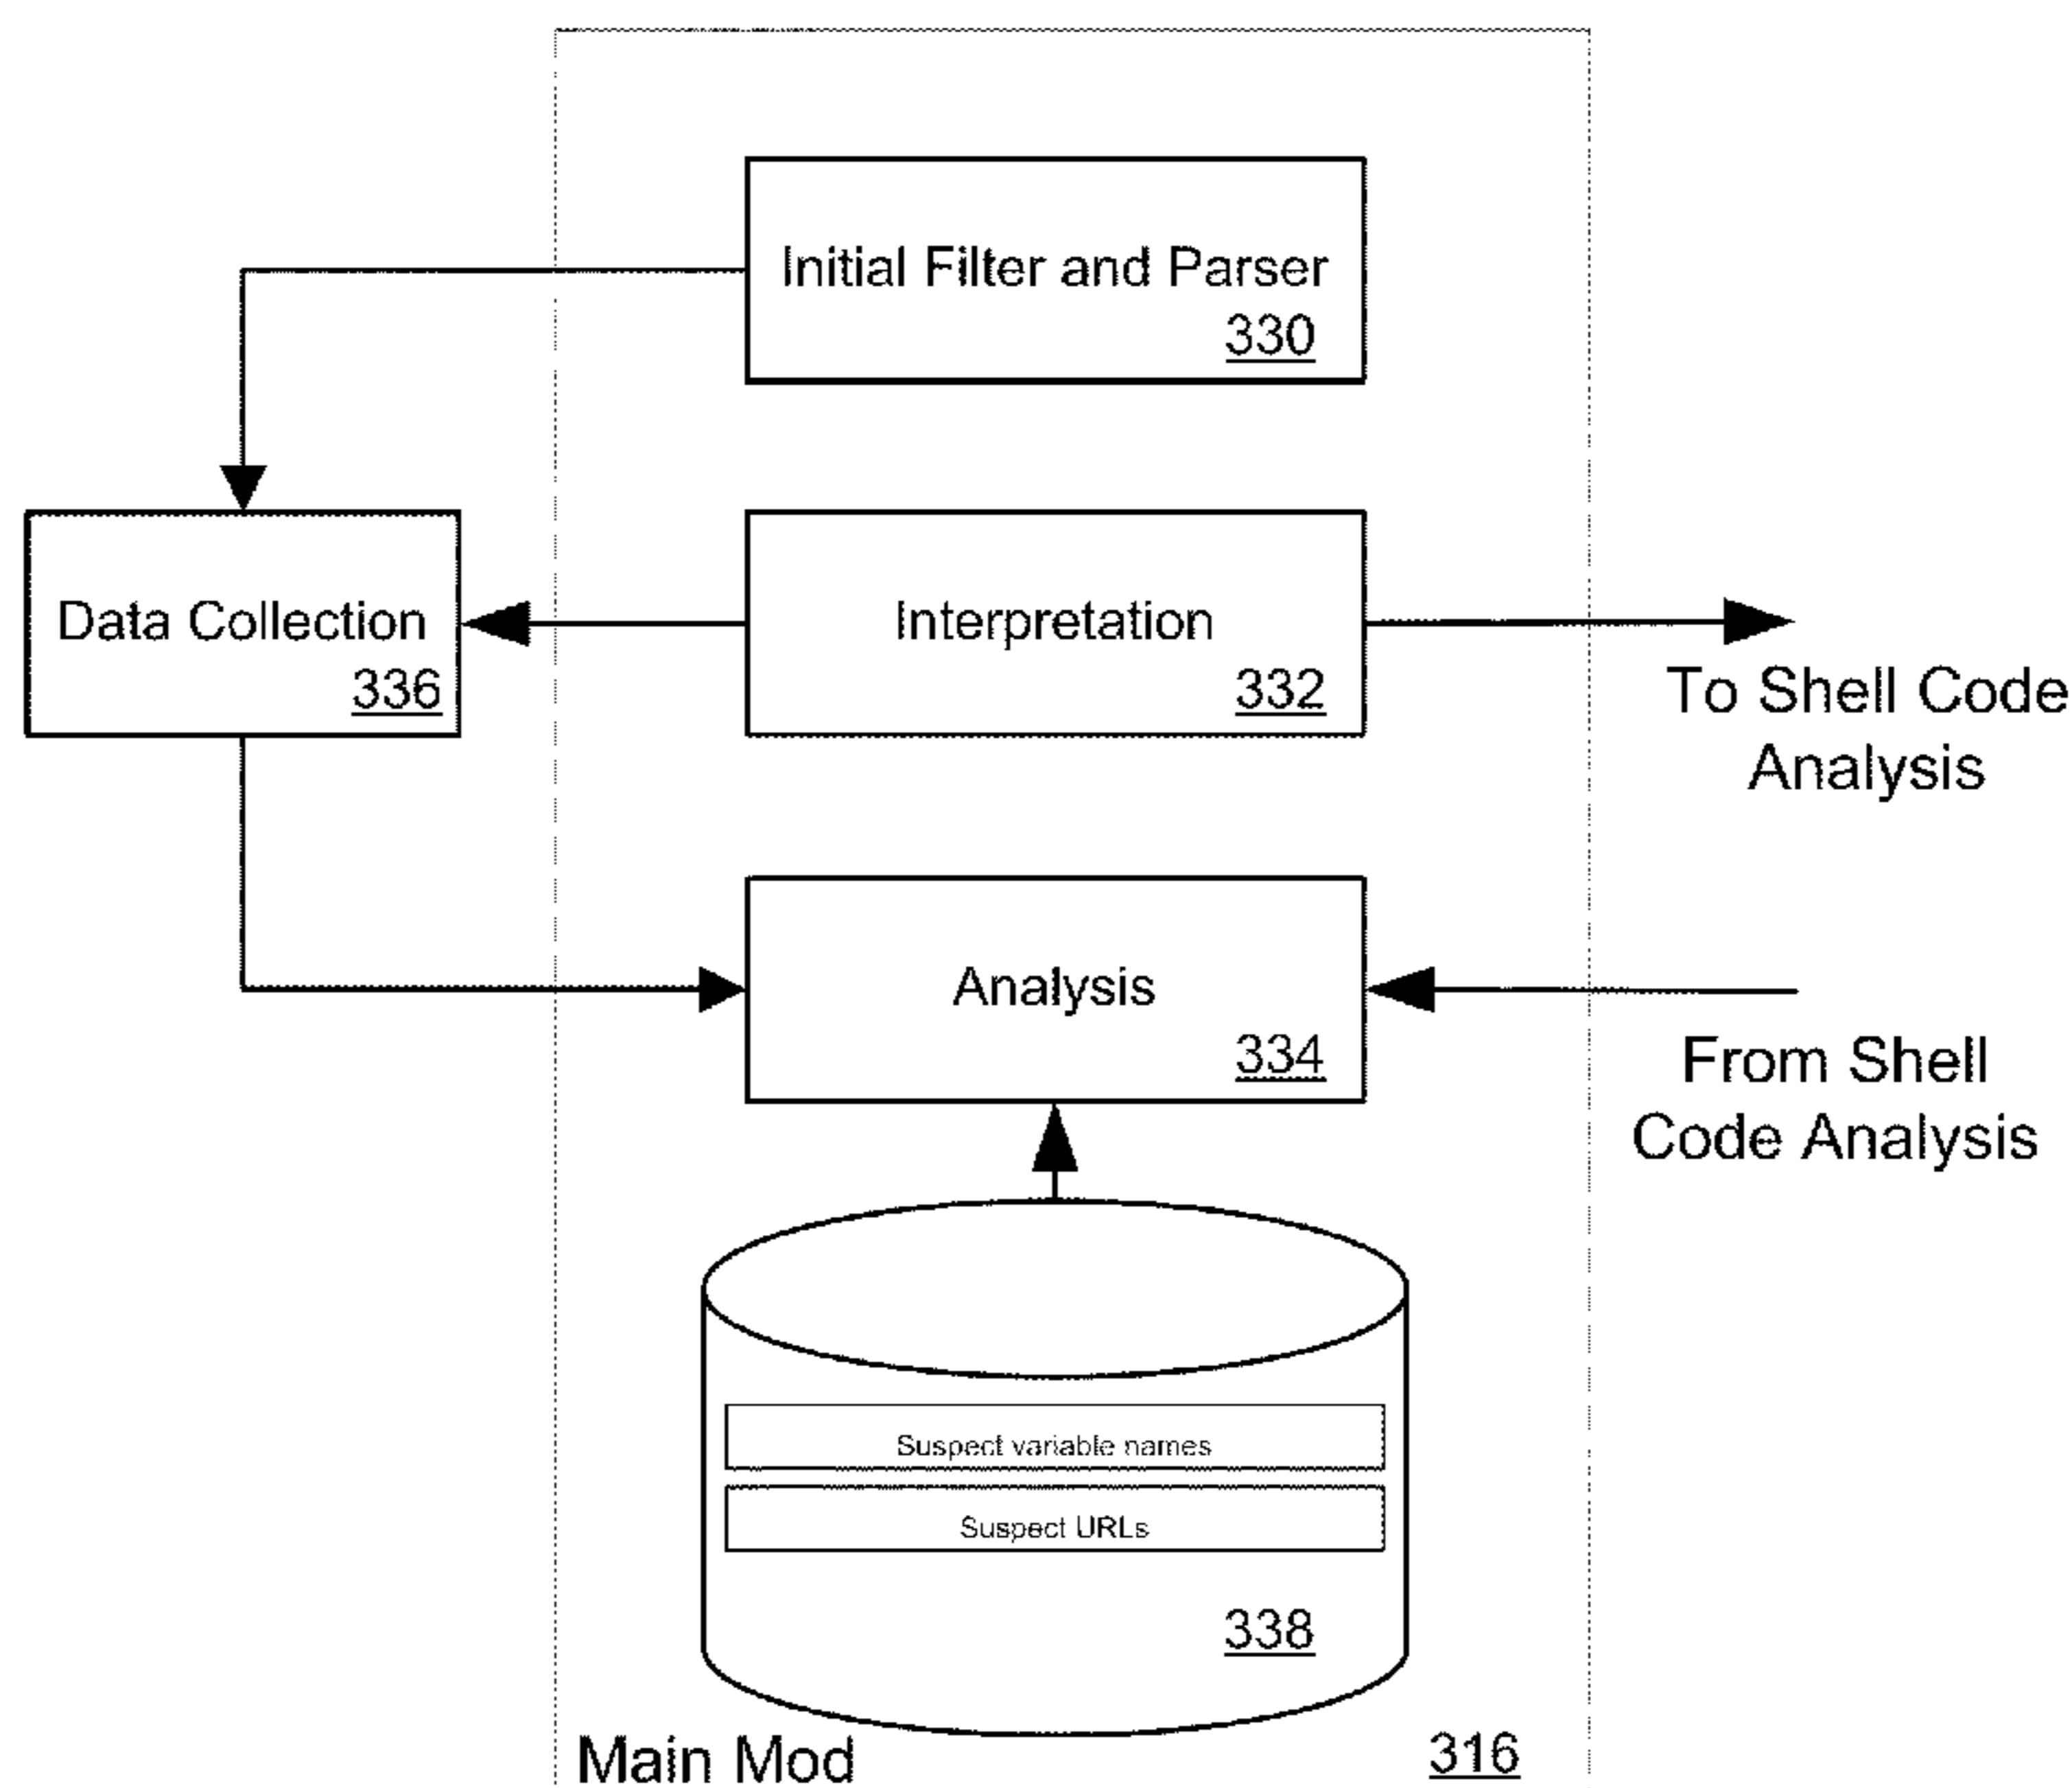 Initial Filter and Parser
330
Data Collection
336
Interpretation
332
To Shell Code
Analysis
Analysis
334
From Shell
Code Analysis
Suspect variable names
Suspect URLs
338
Main Mod
316